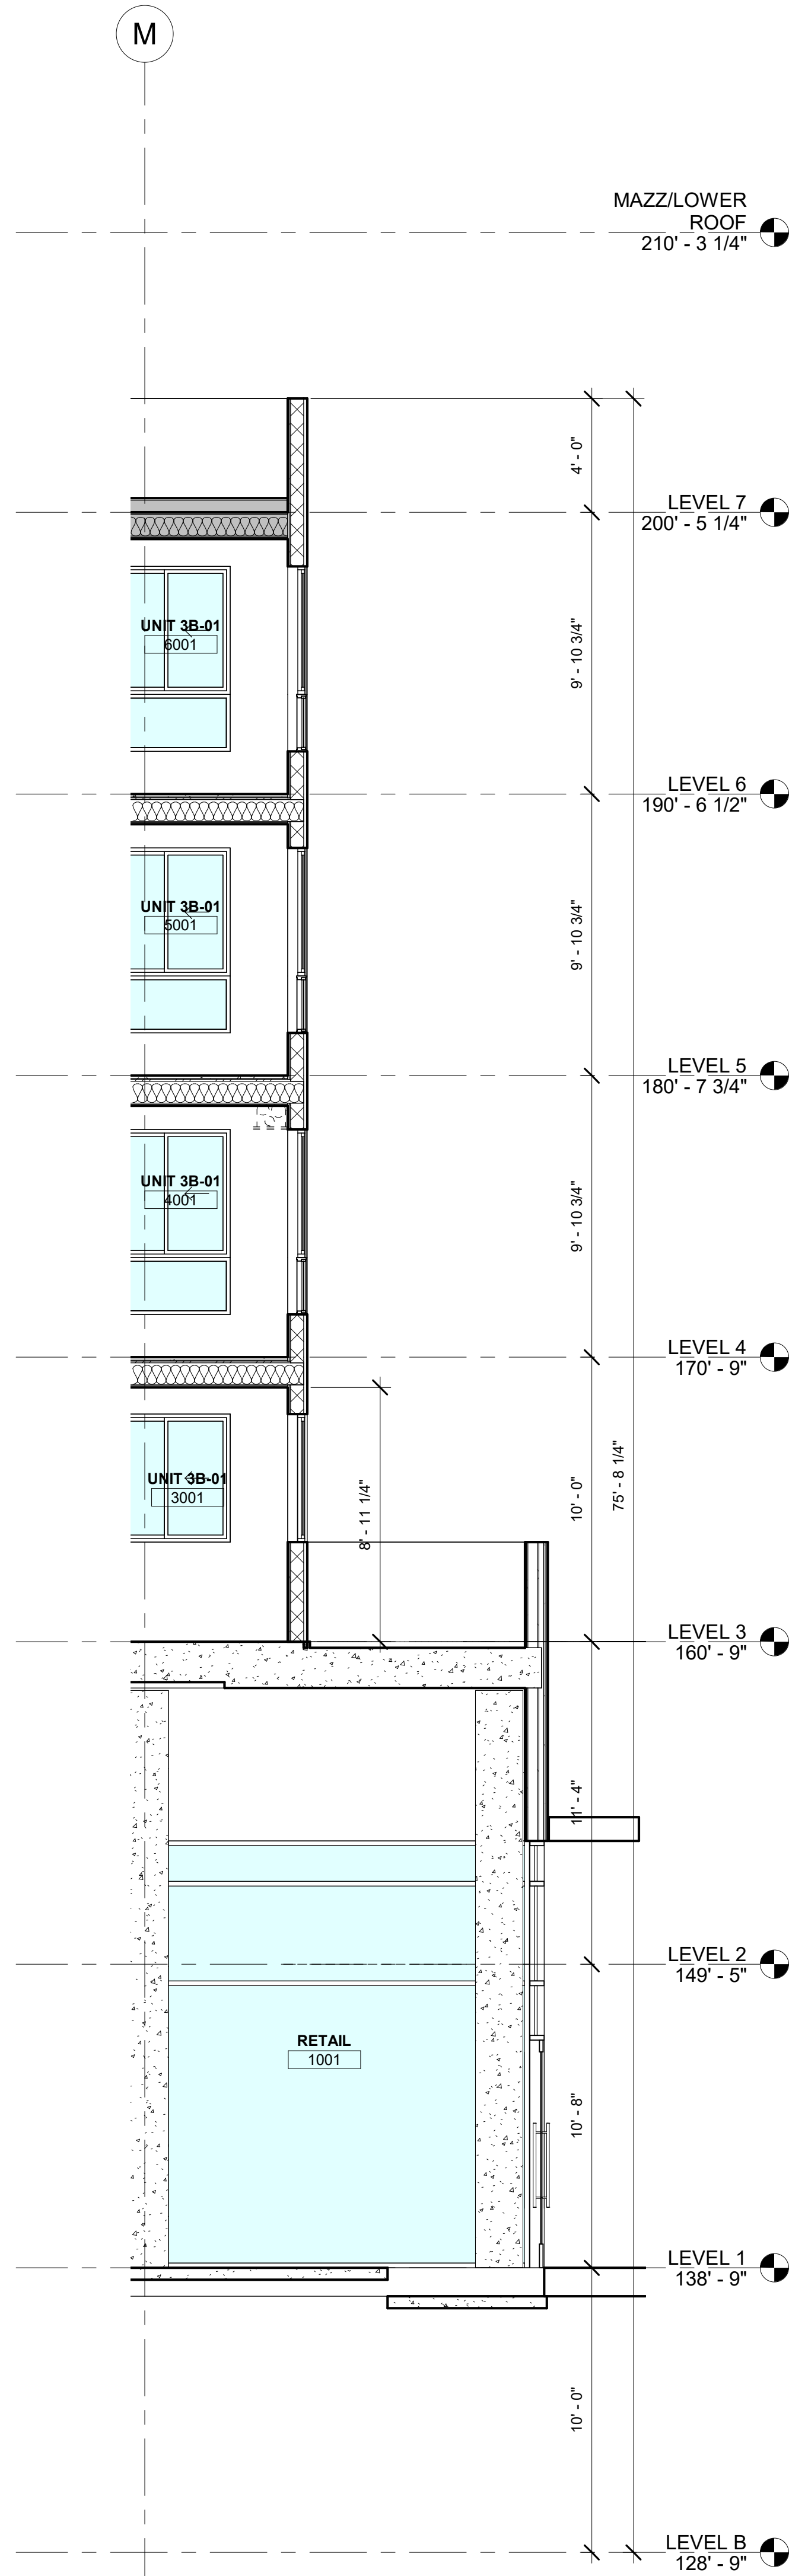 M
MAZZ/LOWER
ROOF
210' - 3 1/4"
4' - 0"
LEVEL 7
200' - 5 1/4"
UNIT 3B-01
6001
9' - 10 3/4"
LEVEL 6
190' - 6 1/2"
UNIT 3B-01
5001
9' - 10 3/4"
LEVEL 5
180' - 7 3/4"
UNIT 3B-01
4001
9' - 10 3/4"
LEVEL 4
170' - 9"
UNIT 3B-01
3001
8' - 11 1/4"
10' - 0"
75' - 8 1/4"
LEVEL 3
160' - 9"
11' - 4"
LEVEL 2
149' - 5"
RETAIL
1001
10' - 8"
LEVEL 1
138' - 9"
10' - 0"
LEVEL B
128' - 9"